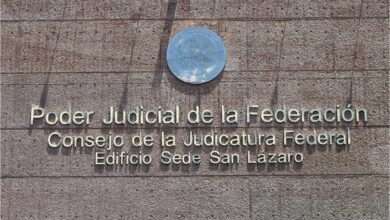 Poder Judicial de la Federación
Consejo de la Judicatura Federal
Edificio Sede San Lázaro